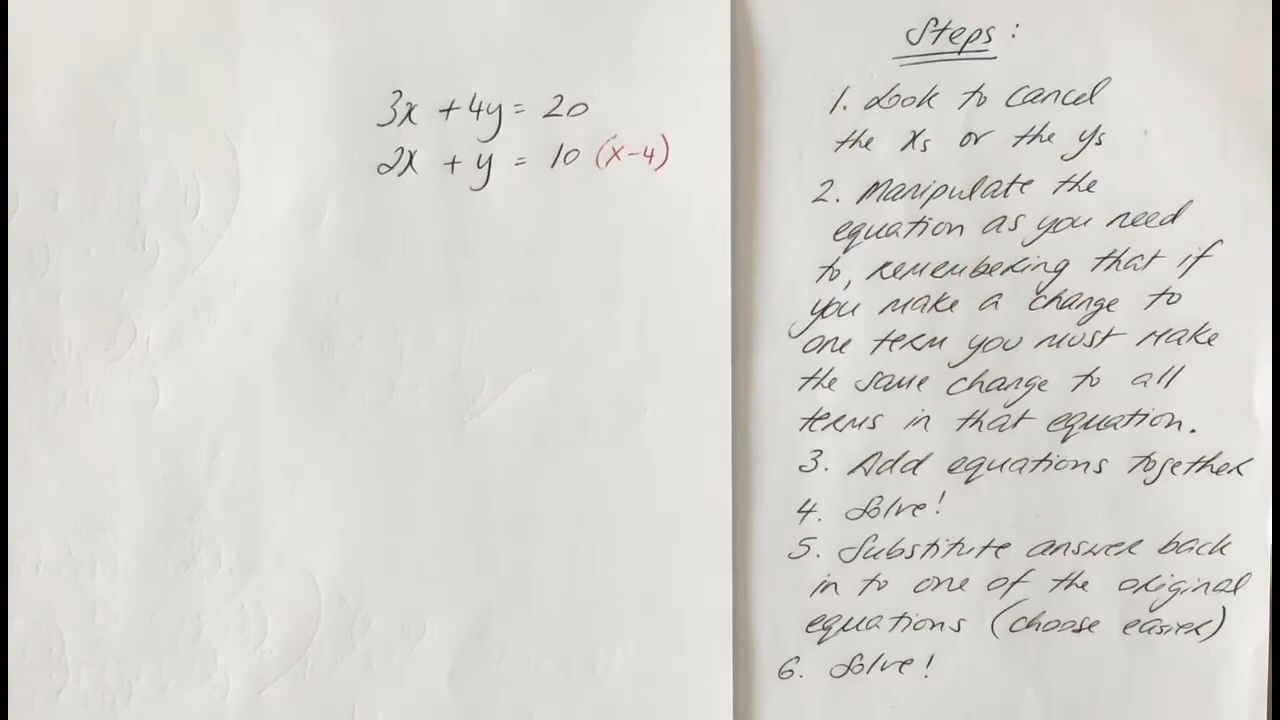 3x + 4y = 20
2x + y = 10 (x-4)
Steps :
1. Look to cancel
the xs or the ys
2. Manipulate the
equation as you need
to, remembering that if
you make a change to
one term you must make
the same change to all
terms in that equation.
3. Add equations together
4. Solve!
5. Substitute answer back
in to one of the original
equations (choose easier)
6. Solve!